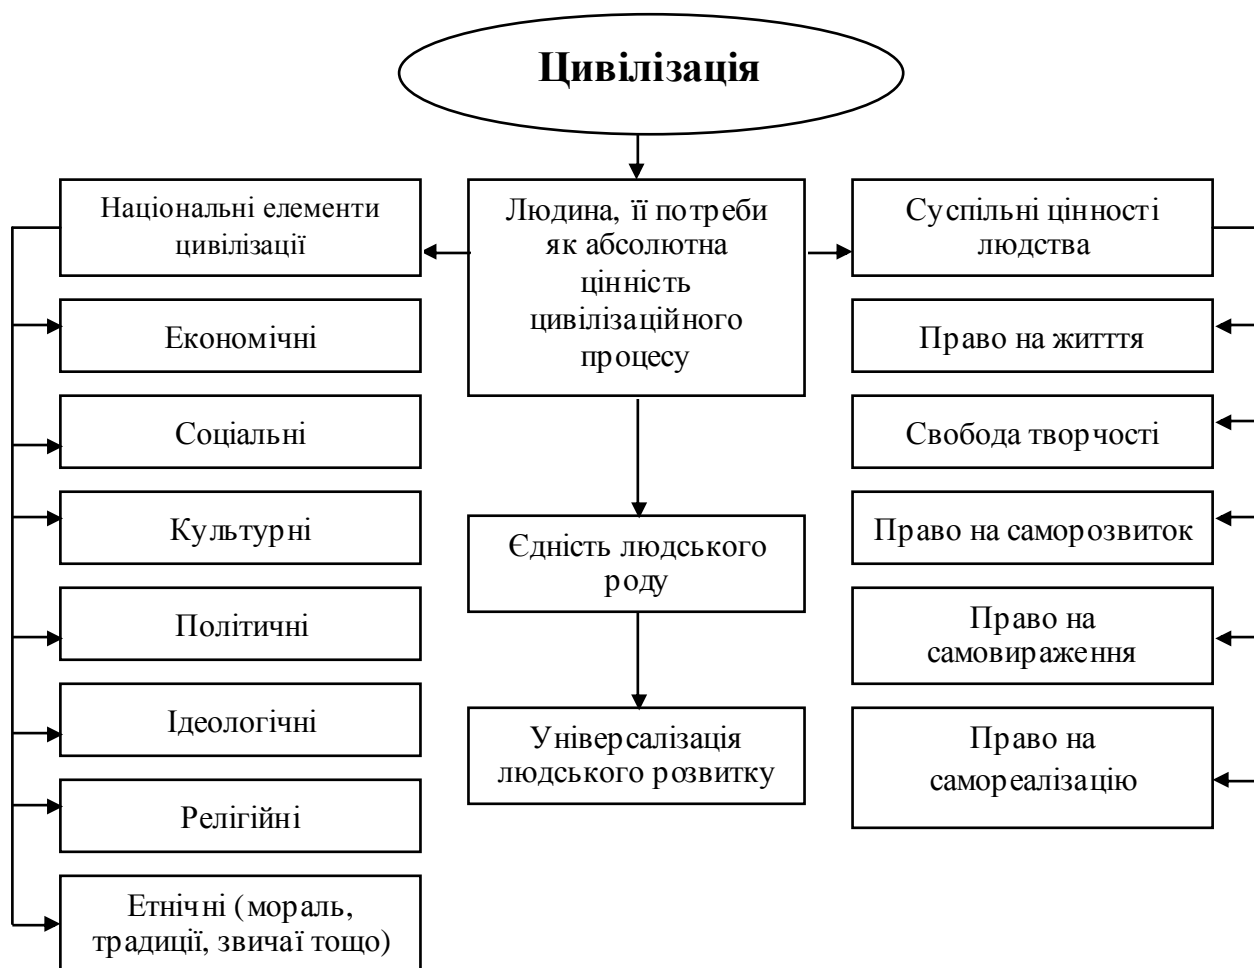 Цивілізація
Національні елементи
цивілізації
Економічні
Соціальні
Культурні
Політичні
Ідеологічні
Релігійні
Етнічні (мораль,
традиції, звичаї тощо)
Людина, її потреби
як абсолютна
цінність
цивілізаційного
процесу
Єдність людського
роду
Універсалізація
людського розвитку
Суспільні цінності
людства
Право на житття
Свобода творчості
Право на саморозвиток
Право на
самовираження
Право на
самореалізацію